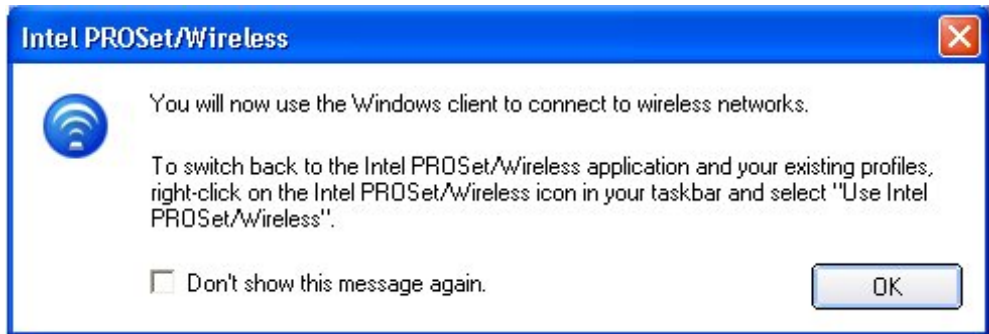 Intel PROSet/Wireless
You will now use the Windows client to connect to wireless networks.
To switch back to the Intel PROSet/Wireless application and your existing profiles,
right-click on the Intel PROSet/Wireless icon in your taskbar and select "Use Intel
PROSet/Wireless".
Don't show this message again.
OK